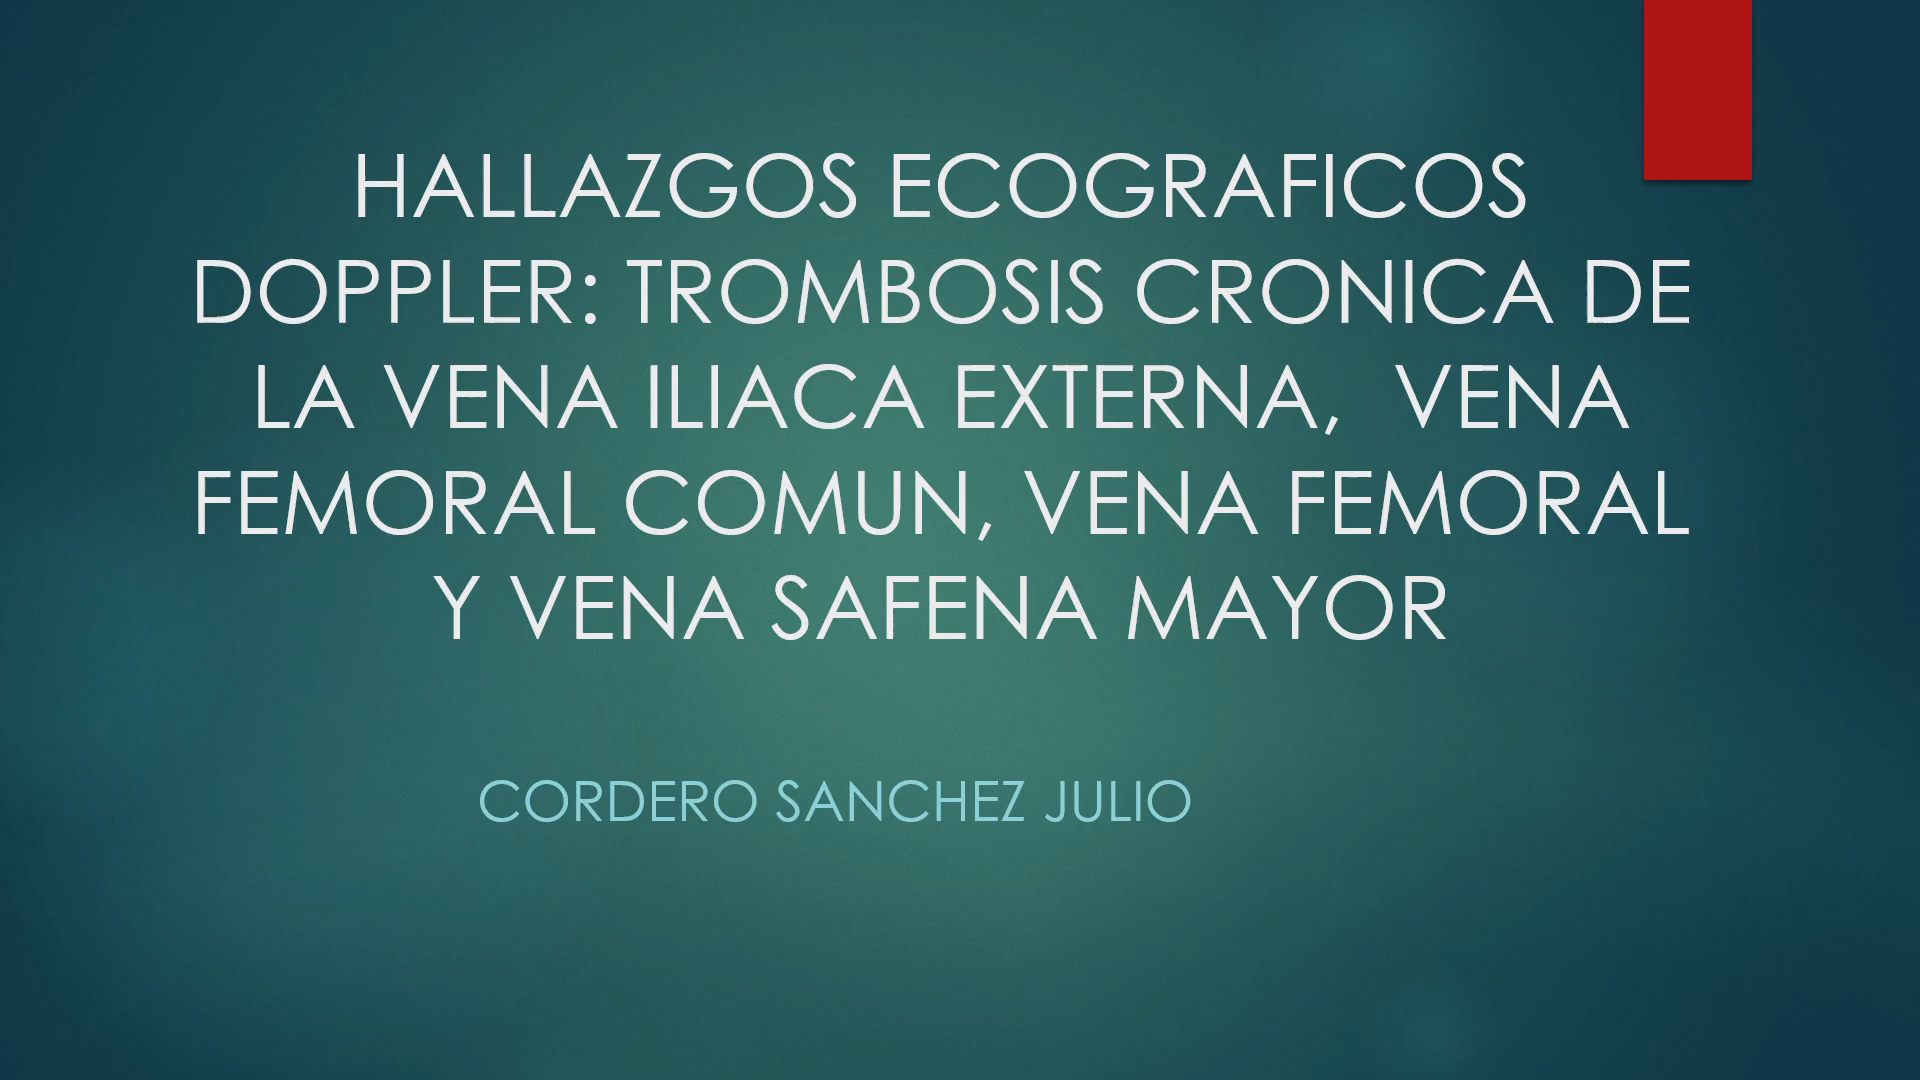 HALLAZGOS ECOGRAFICOS
DOPPLER: TROMBOSIS CRONICA DE
LA VENA ILIACA EXTERNA,  VENA
FEMORAL COMUN, VENA FEMORAL
Y VENA SAFENA MAYOR
CORDERO SANCHEZ JULIO